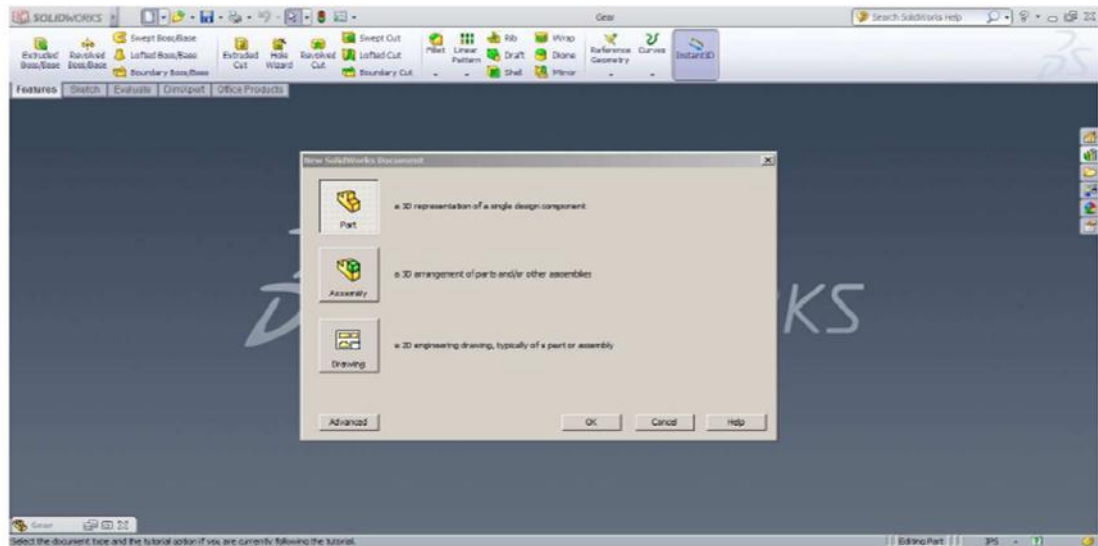 SOLIDWORKS
Gear
Search SolidWorks Help
Extruded Boss/Base
Revolved Boss/Base
Swept Boss/Base
Lofted Boss/Base
Boundary Boss/Base
Extruded Cut
Hole Wizard
Revolved Cut
Swept Cut
Lofted Cut
Boundary Cut
Fillet
Linear Pattern
Rib
Draft
Shell
Wrap
Dome
Mirror
Reference Geometry
Curves
Instant3D
Features Sketch Evaluate DimXpert Office Products
New SolidWorks Document
Part
a 3D representation of a single design component
Assembly
a 3D arrangement of parts and/or other assemblies
Drawing
a 2D engineering drawing, typically of a part or assembly
Advanced OK Cancel Help
KS
Gear
Select the document type and the tutorial option if you are currently following the tutorial.
Editing Part IPS